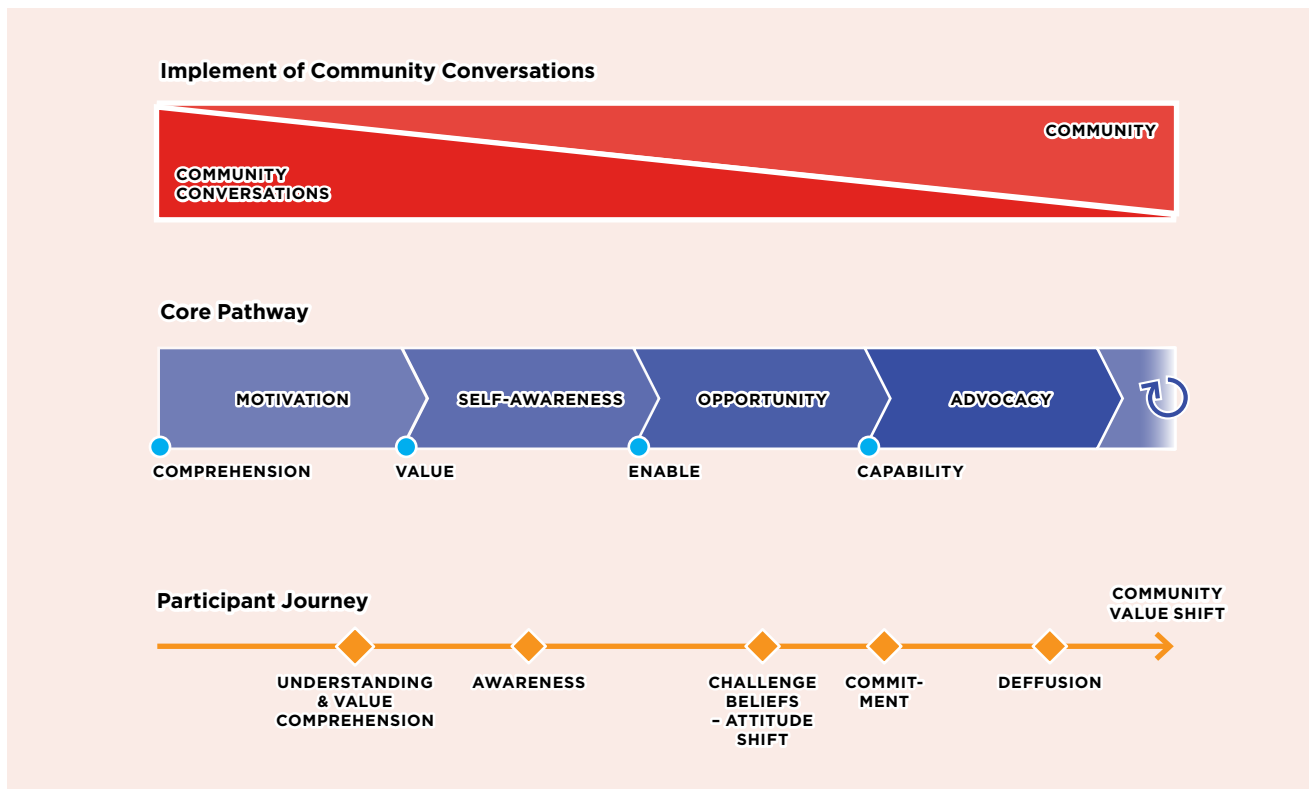 Implement of Community Conversations
COMMUNITY
COMMUNITY
CONVERSATIONS
Core Pathway
MOTIVATION
SELF-AWARENESS
OPPORTUNITY
ADVOCACY
COMPREHENSION
VALUE
ENABLE
CAPABILITY
Participant Journey
COMMUNITY
VALUE SHIFT
UNDERSTANDING
& VALUE
COMPREHENSION
AWARENESS
CHALLENGE
BELIEFS
– ATTITUDE
SHIFT
COMMIT-
MENT
DEFFUSION